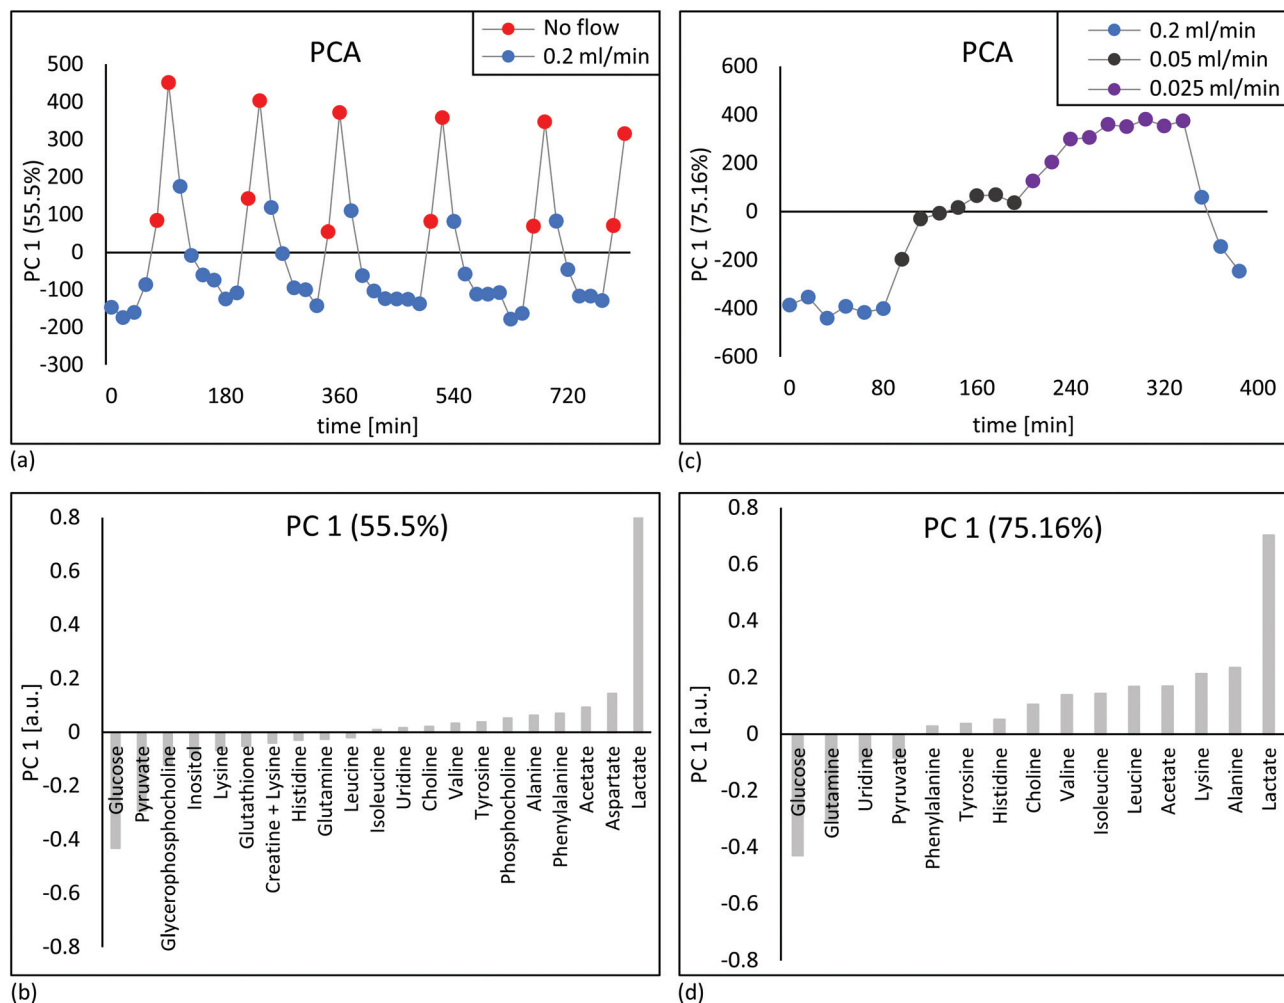 No flow
0.2 ml/min
PCA
500
400
300
200
100
0
-100
-200
-300
PC 1 (55.5%)
0 180 360 540 720
time [min]
(a)
0.2 ml/min
0.05 ml/min
0.025 ml/min
PCA
600
400
200
0
-200
-400
-600
PC 1 (75.16%)
0 80 160 240 320 400
time [min]
(c)
PC 1 (55.5%)
0.8
0.6
0.4
0.2
0
-0.2
-0.4
-0.6
-0.8
PC 1 [a.u.]
Glucose
Pyruvate
Glycerophosphocholine
Inositol
Lysine
Glutathione
Creatine + Lysine
Histidine
Glutamine
Leucine
Isoleucine
Uridine
Choline
Valine
Tyrosine
Phosphocholine
Alanine
Phenylalanine
Acetate
Aspartate
Lactate
(b)
PC 1 (75.16%)
0.8
0.6
0.4
0.2
0
-0.2
-0.4
-0.6
-0.8
PC 1 [a.u.]
Glucose
Glutamine
Uridine
Pyruvate
Phenylalanine
Tyrosine
Histidine
Choline
Valine
Isoleucine
Leucine
Acetate
Lysine
Alanine
Lactate
(d)